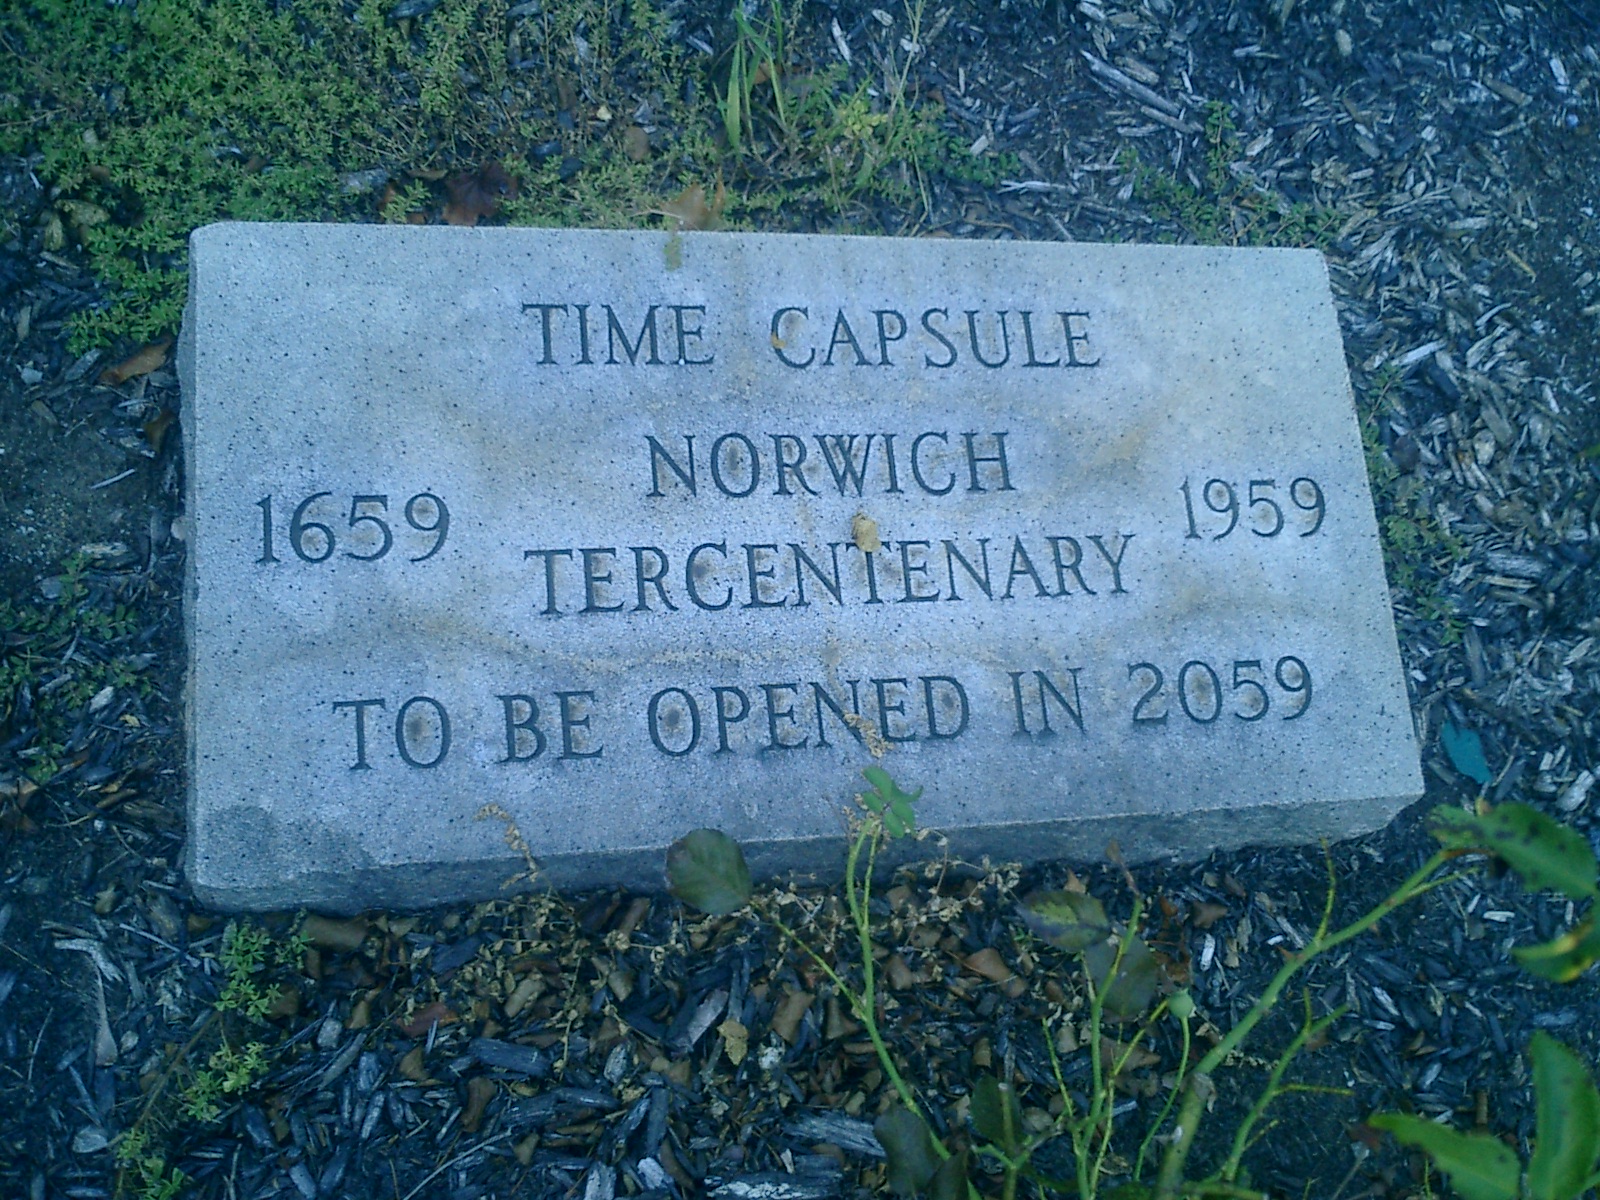 TIME CAPSULE
NORWICH
1659 TERCENTENARY 1959
TO BE OPENED IN 2059